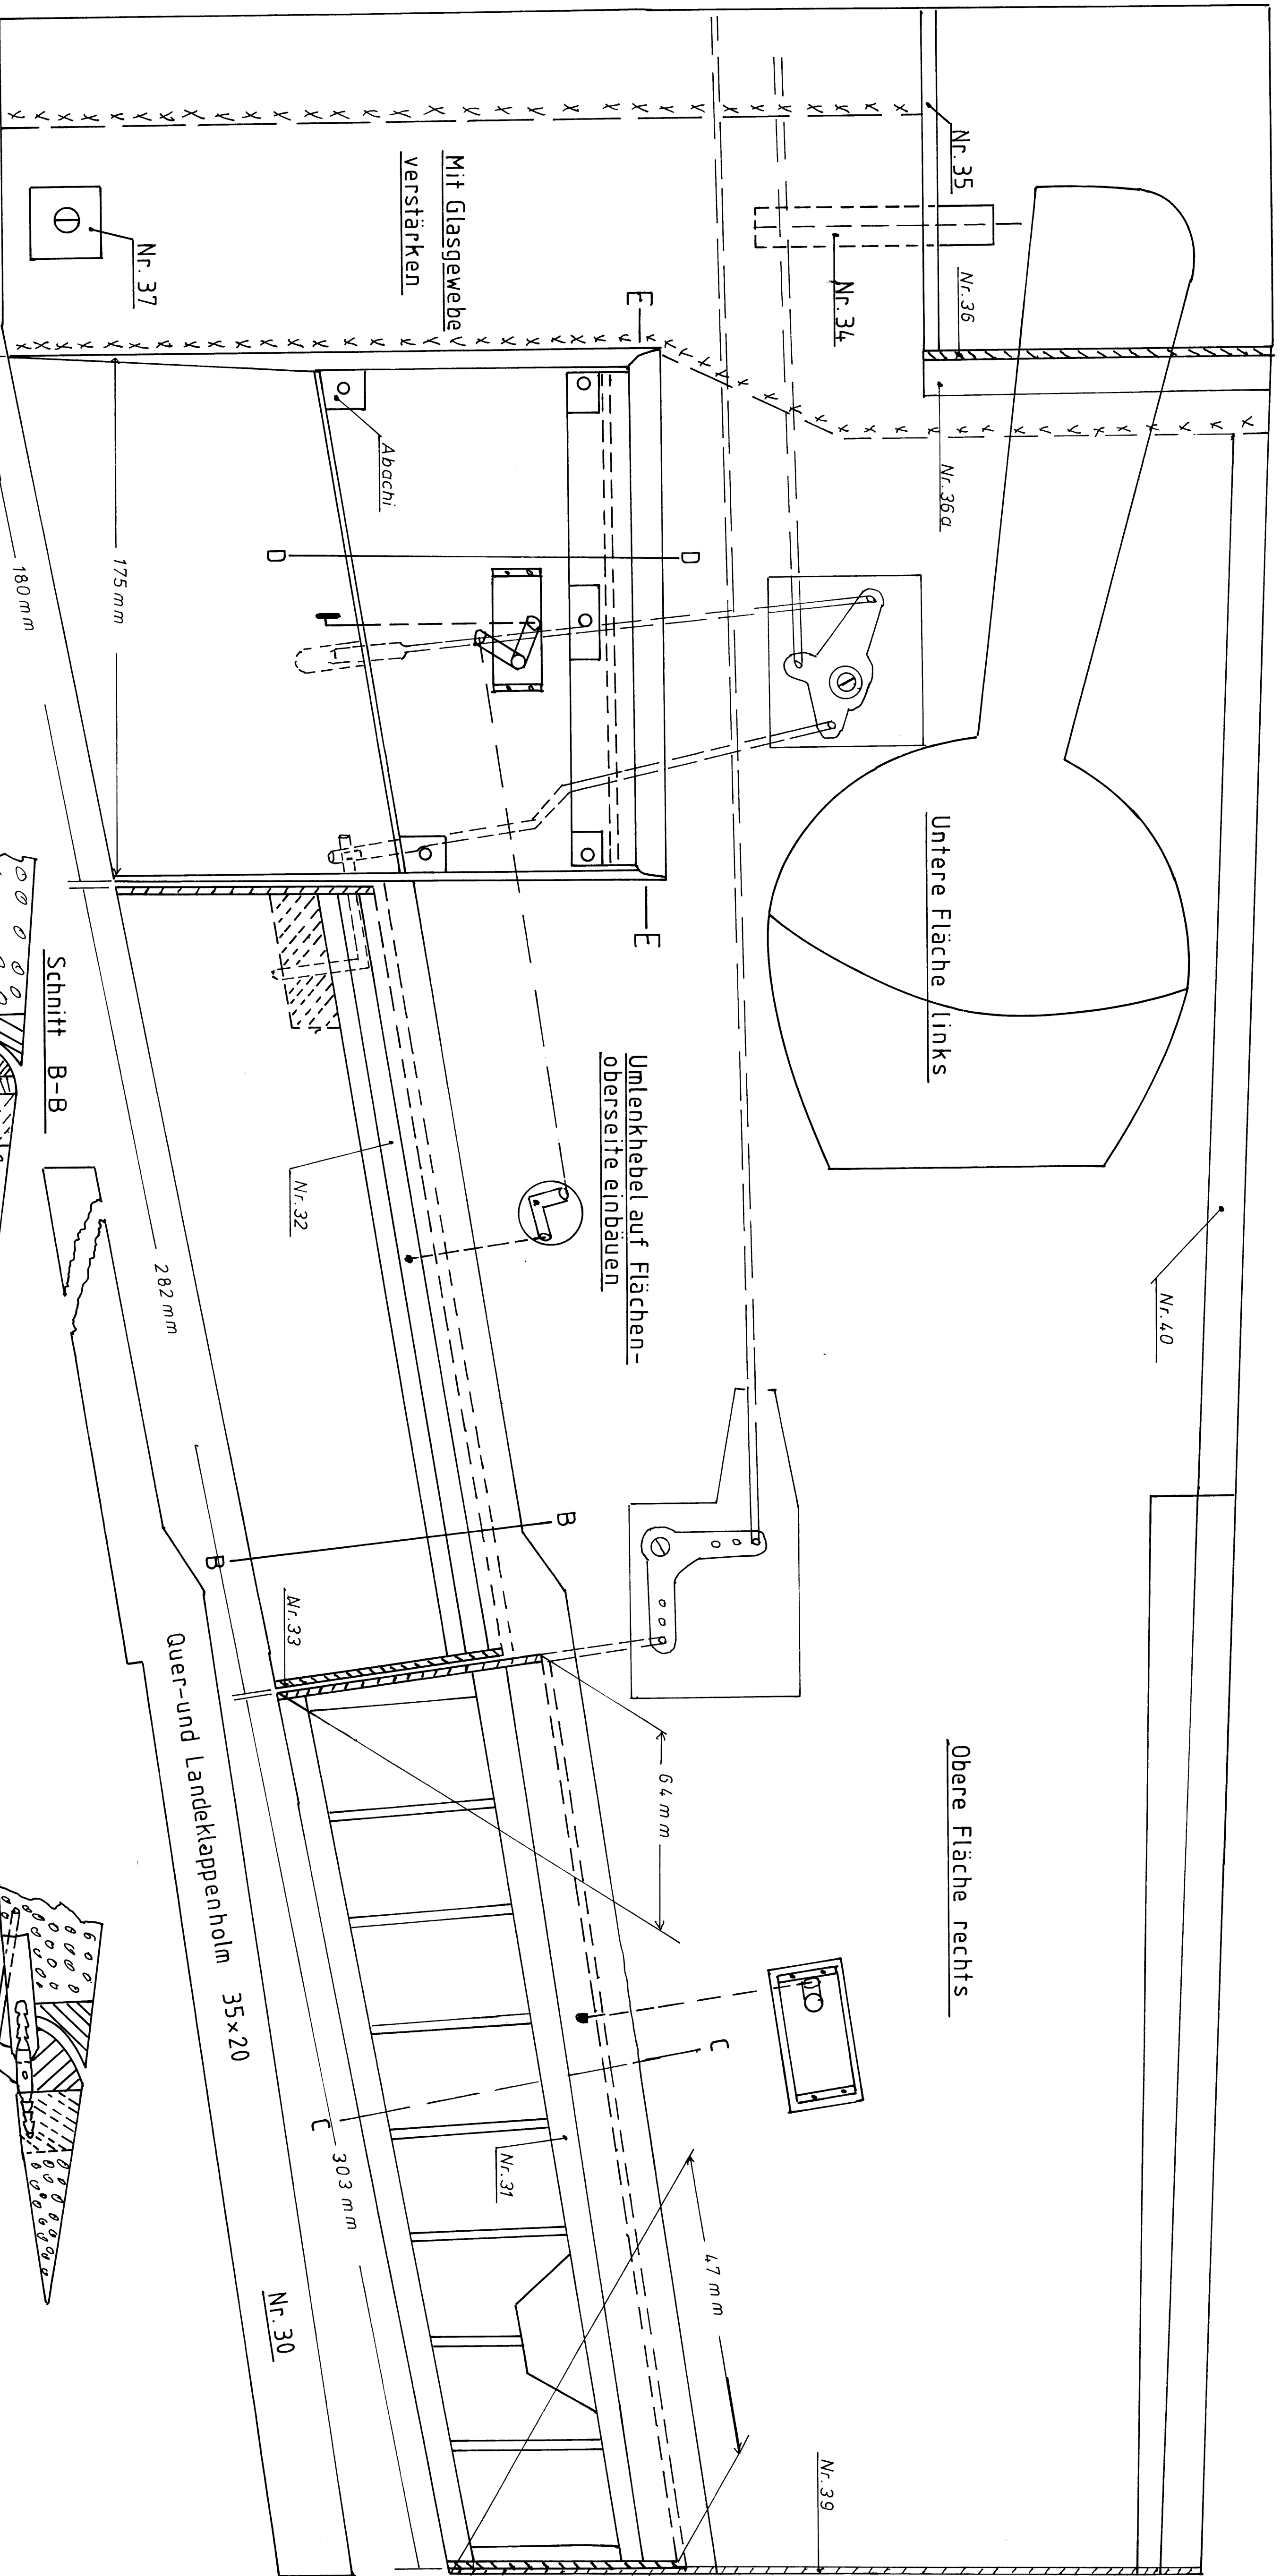 Nr. 35
Nr. 36
Nr. 34
Nr. 36a
Mit Glasgewebe
verstärken
Nr. 37
E
E
Abachi
D
D
175 mm
180 mm
Untere Fläche links
Obere Fläche rechts
Nr. 40
Umlenkhebel auf Flächen-
oberseite einbauen
Nr. 32
282 mm
Schnitt B-B
B
B
Nr. 33
64 mm
Quer-und Landeklappenholm 35×20
C
C
Nr. 31
303 mm
47 mm
Nr. 30
Nr. 39